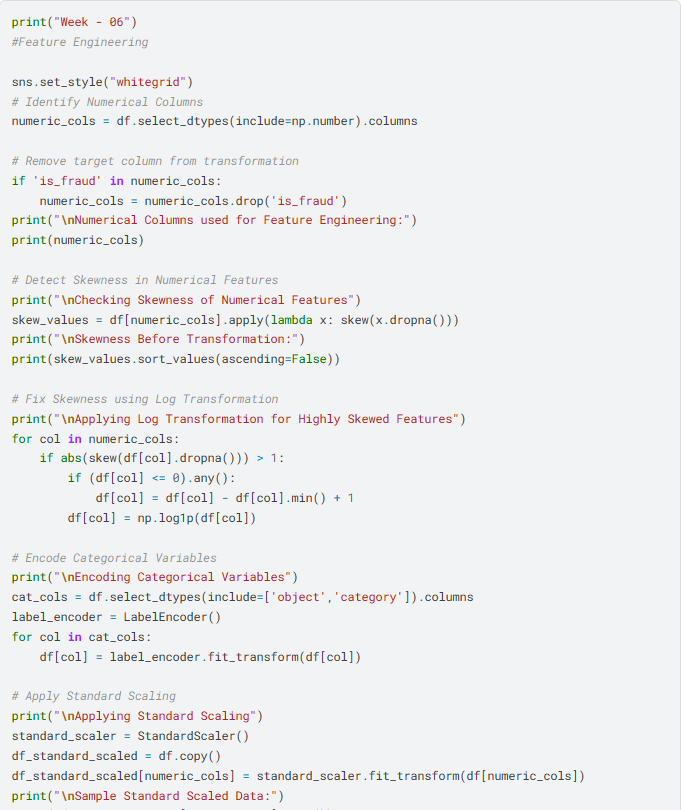 print("Week - 06")
#Feature Engineering

sns.set_style("whitegrid")
# Identify Numerical Columns
numeric_cols = df.select_dtypes(include=np.number).columns

# Remove target column from transformation
if 'is_fraud' in numeric_cols:
    numeric_cols = numeric_cols.drop('is_fraud')
print("\nNumerical Columns used for Feature Engineering:")
print(numeric_cols)

# Detect Skewness in Numerical Features
print("\nChecking Skewness of Numerical Features")
skew_values = df[numeric_cols].apply(lambda x: skew(x.dropna()))
print("\nSkewness Before Transformation:")
print(skew_values.sort_values(ascending=False))

# Fix Skewness using Log Transformation
print("\nApplying Log Transformation for Highly Skewed Features")
for col in numeric_cols:
    if abs(skew(df[col].dropna())) > 1:
        if (df[col] <= 0).any():
            df[col] = df[col] - df[col].min() + 1
        df[col] = np.log1p(df[col])

# Encode Categorical Variables
print("\nEncoding Categorical Variables")
cat_cols = df.select_dtypes(include=['object','category']).columns
label_encoder = LabelEncoder()
for col in cat_cols:
    df[col] = label_encoder.fit_transform(df[col])

# Apply Standard Scaling
print("\nApplying Standard Scaling")
standard_scaler = StandardScaler()
df_standard_scaled = df.copy()
df_standard_scaled[numeric_cols] = standard_scaler.fit_transform(df[numeric_cols])
print("\nSample Standard Scaled Data:")